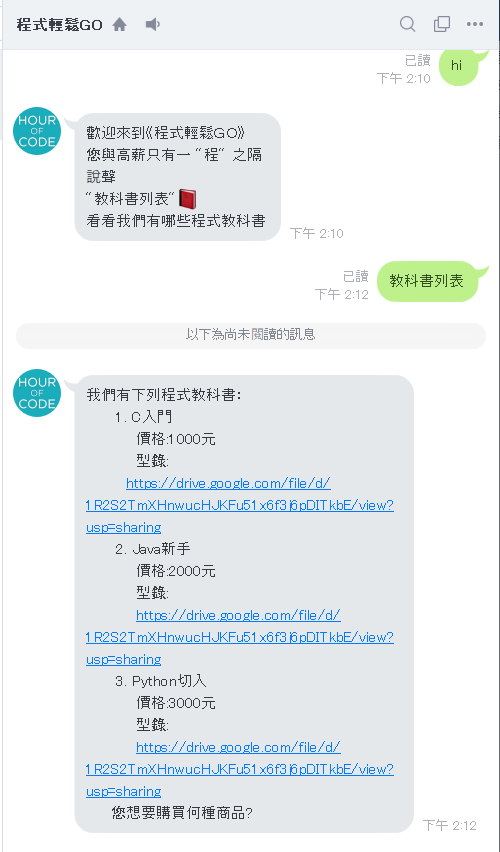 程式輕鬆GO
已讀
下午 2:10
hi
HOUR
OF
CODE
歡迎來到《程式輕鬆GO》
您與高薪只有一“程“ 之隔
說聲
“教科書列表“
看看我們有哪些程式教科書
下午 2:10
已讀
下午 2:12
教科書列表
以下為尚未閱讀的訊息
HOUR
OF
CODE
我們有下列程式教科書:
1. C入門
價格:1000元
型錄:
https://drive.google.com/file/d/
1R2S2TmXHnwucHJKFu51x6f3j6pDITkbE/view?
usp=sharing
2. Java新手
價格:2000元
型錄:
https://drive.google.com/file/d/
1R2S2TmXHnwucHJKFu51x6f3j6pDITkbE/view?
usp=sharing
3. Python切入
價格:3000元
型錄:
https://drive.google.com/file/d/
1R2S2TmXHnwucHJKFu51x6f3j6pDITkbE/view?
usp=sharing
您想要購買何種商品?
下午 2:12